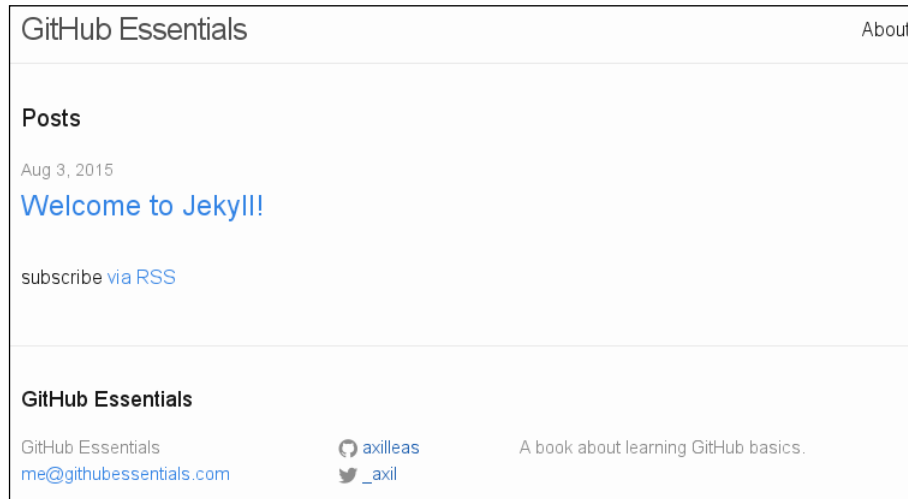 GitHub Essentials
About
Posts
Aug 3, 2015
Welcome to Jekyll!
subscribe via RSS
GitHub Essentials
GitHub Essentials
me@githubessentials.com
axilleas
_axil
A book about learning GitHub basics.